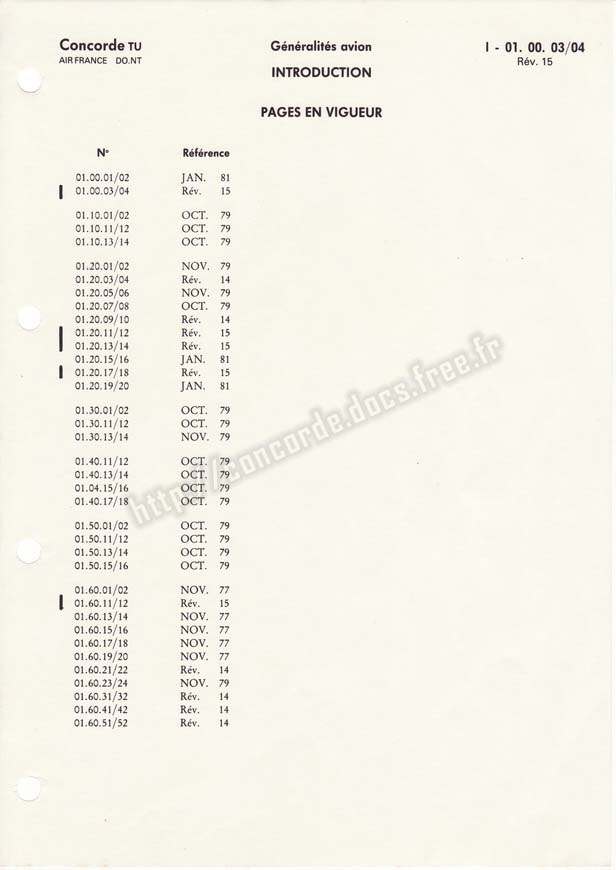 Concorde TU Généralités avion I - 01. 00. 03/04
AIR FRANCE DO.NT INTRODUCTION Rév. 15
PAGES EN VIGUEUR
N° Référence
01.00.01/02 JAN. 81
01.00.03/04 Rév. 15
01.10.01/02 OCT. 79
01.10.11/12 OCT. 79
01.10.13/14 OCT. 79
01.20.01/02 NOV. 79
01.20.03/04 Rév. 14
01.20.05/06 NOV. 79
01.20.07/08 OCT. 79
01.20.09/10 Rév. 14
01.20.11/12 Rév. 15
01.20.13/14 Rév. 15
01.20.15/16 JAN. 81
01.20.17/18 Rév. 15
01.20.19/20 JAN. 81
01.30.01/02 OCT. 79
01.30.11/12 OCT. 79
01.30.13/14 NOV. 79
01.40.11/12 OCT. 79
01.40.13/14 OCT. 79
01.04.15/16 OCT. 79
01.40.17/18 OCT. 79
01.50.01/02 OCT. 79
01.50.11/12 OCT. 79
01.50.13/14 OCT. 79
01.50.15/16 OCT. 79
01.60.01/02 NOV. 77
01.60.11/12 Rév. 15
01.60.13/14 NOV. 77
01.60.15/16 NOV. 77
01.60.17/18 NOV. 77
01.60.19/20 NOV. 77
01.60.21/22 Rév. 14
01.60.23/24 NOV. 79
01.60.31/32 Rév. 14
01.60.41/42 Rév. 14
01.60.51/52 Rév. 14
http://concorde.docs.free.fr